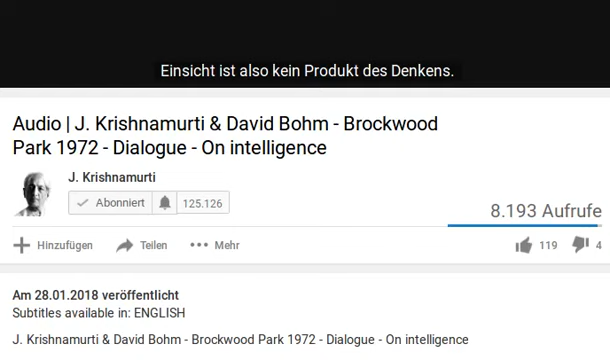 Einsicht ist also kein Produkt des Denkens.
Audio | J. Krishnamurti & David Bohm - Brockwood
Park 1972 - Dialogue - On intelligence
J. Krishnamurti
Abonniert 125.126
8.193 Aufrufe
Hinzufügen Teilen Mehr 119 4
Am 28.01.2018 veröffentlicht
Subtitles available in: ENGLISH
J. Krishnamurti & David Bohm - Brockwood Park 1972 - Dialogue - On intelligence